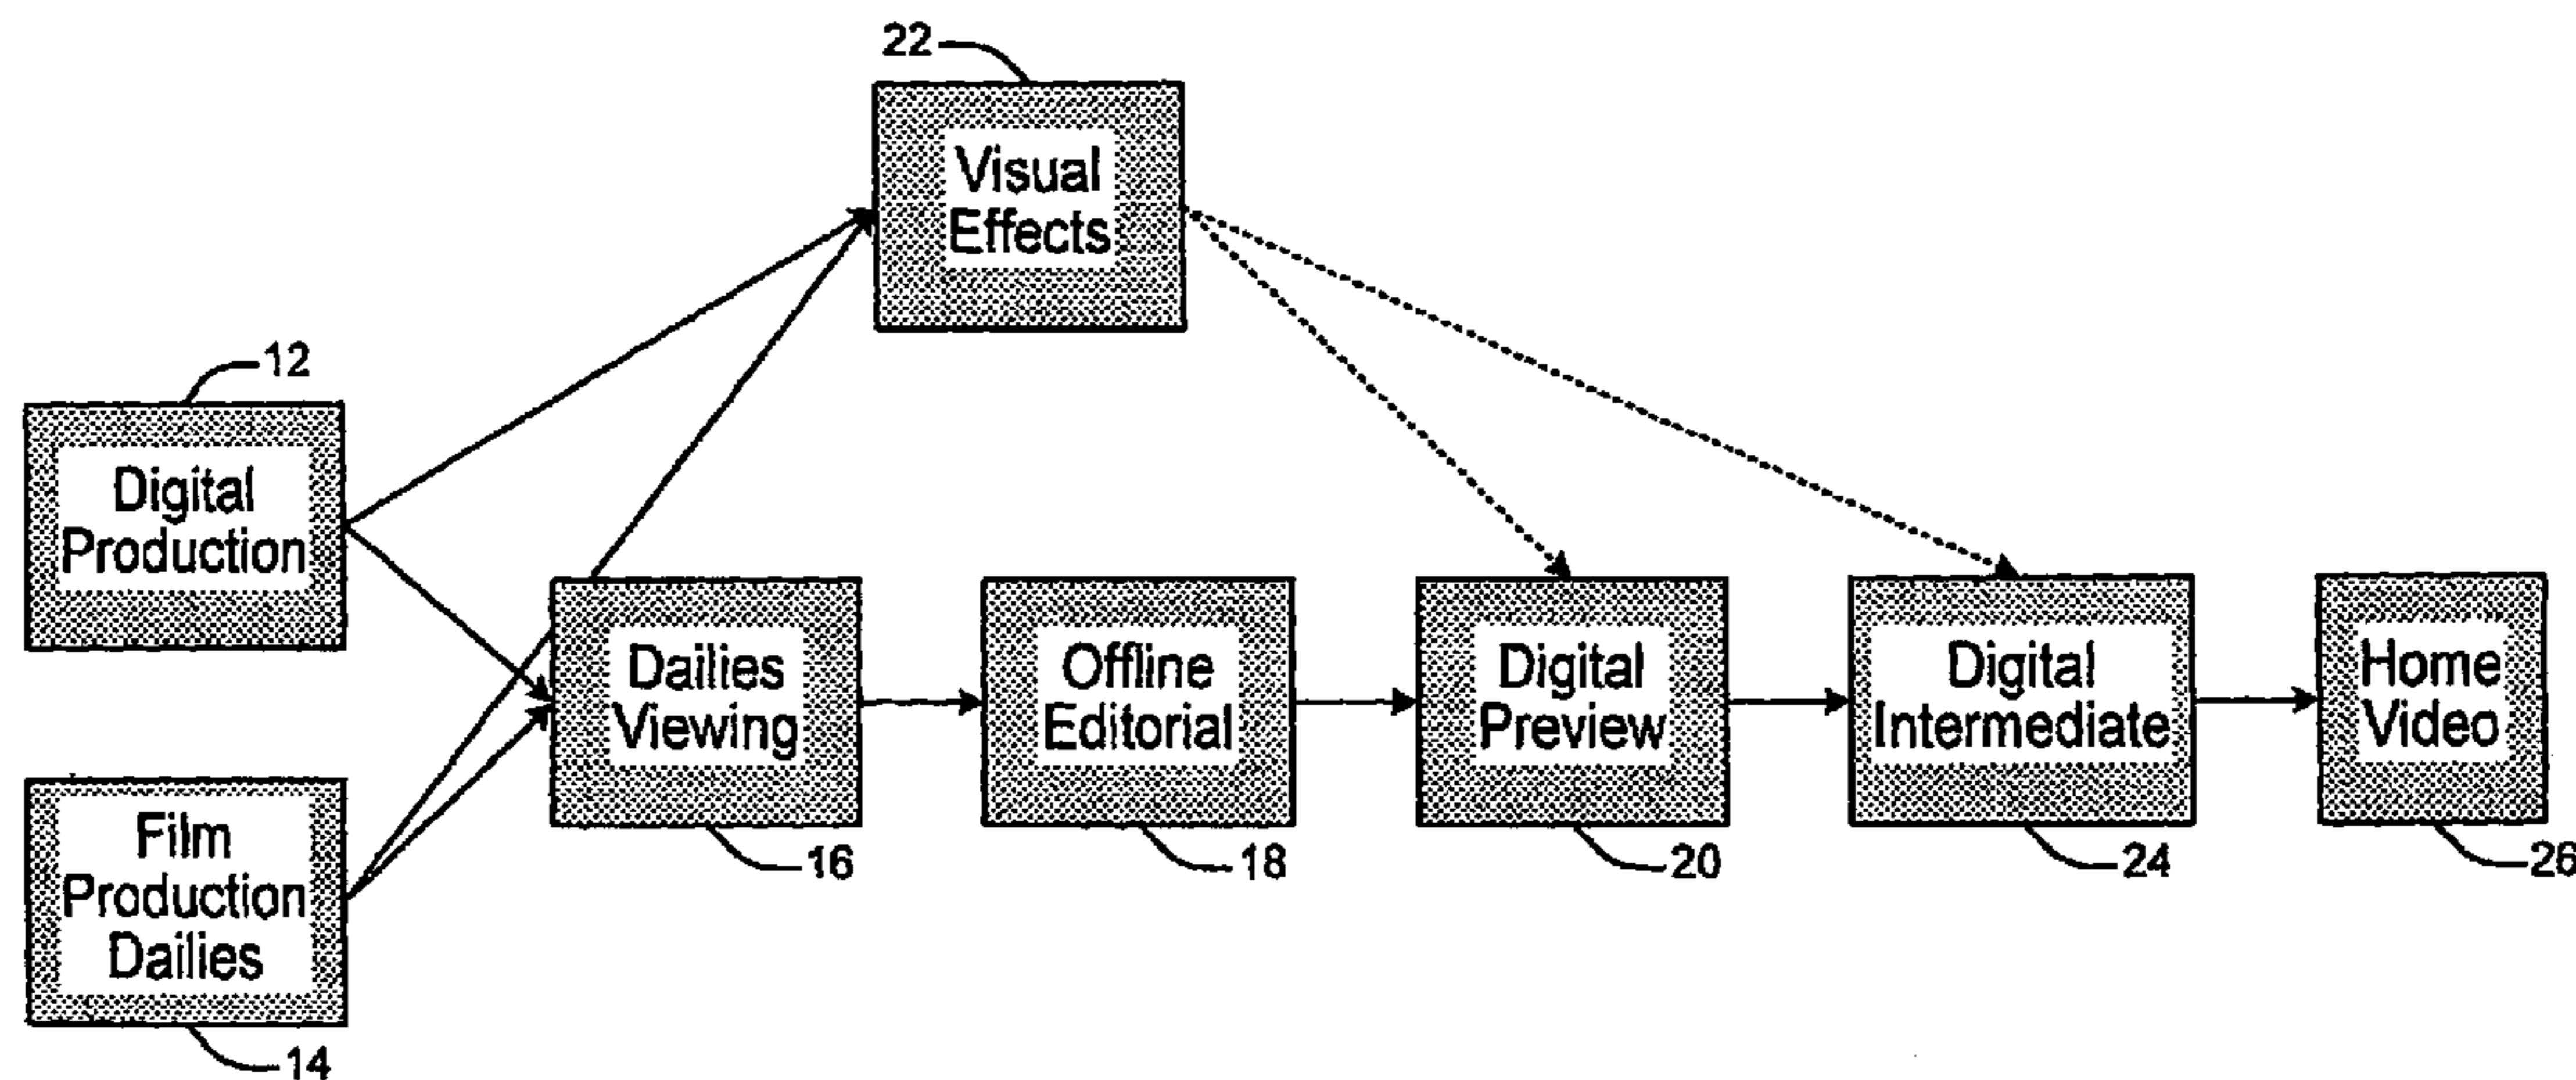 22
Visual
Effects
12
Digital
Production
Dailies
Viewing
16
Offline
Editorial
18
Digital
Preview
20
Digital
Intermediate
24
Home
Video
26
Film
Production
Dailies
14